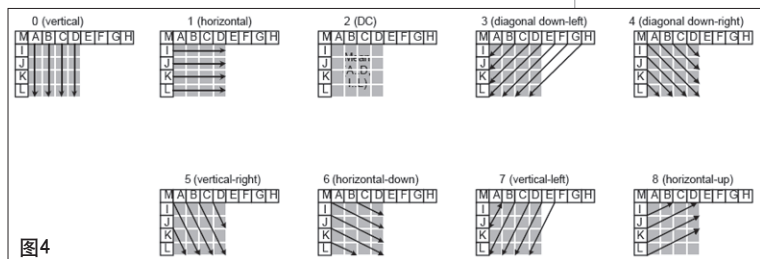 0 (vertical)
1 (horizontal)
2 (DC)
3 (diagonal down-left)
4 (diagonal down-right)
M A B C D E F G H
M A B C D E F G H
M A B C D E F G H
M A B C D E F G H
M A B C D E F G H
I
J
K
L
I
J
K
L
I
J
K
L
Mean
A..D,
I..L)
I
J
K
L
I
J
K
L
5 (vertical-right)
6 (horizontal-down)
7 (vertical-left)
8 (horizontal-up)
M A B C D E F G H
M A B C D E F G H
M A B C D E F G H
M A B C D E F G H
I
J
K
L
I
J
K
L
I
J
K
L
I
J
K
L
图4